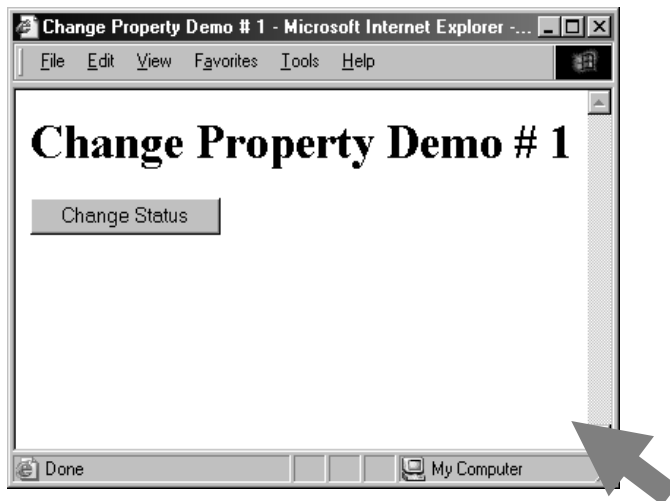 Change Property Demo # 1 - Microsoft Internet Explorer -...
File Edit View Favorites Tools Help
Change Property Demo # 1
Change Status
Done My Computer